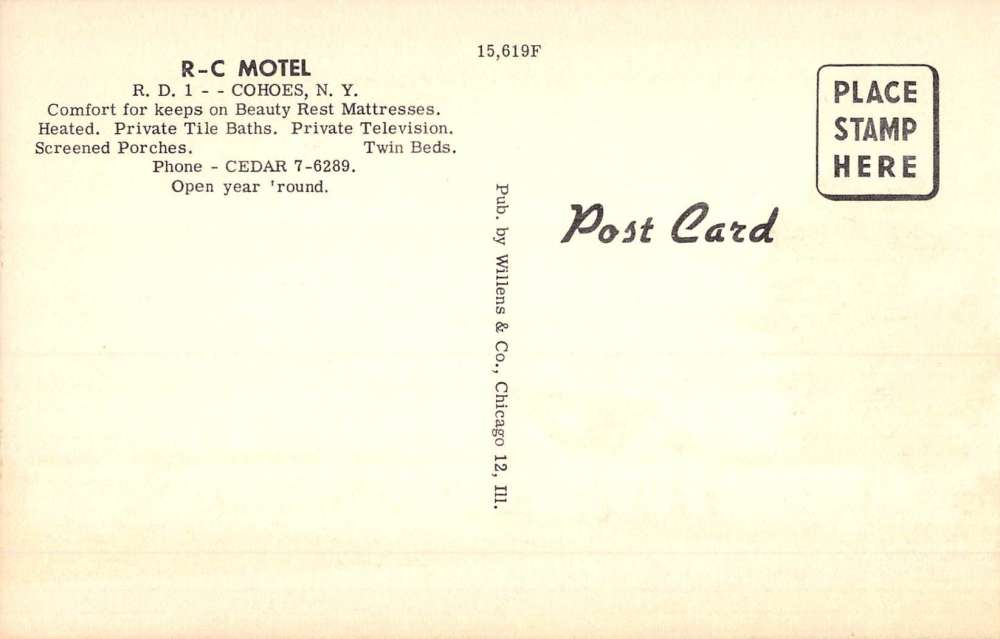 15,619F
R-C MOTEL
R. D. 1 - - COHOES, N. Y.
Comfort for keeps on Beauty Rest Mattresses.
Heated. Private Tile Baths. Private Television.
Screened Porches. Twin Beds.
Phone - CEDAR 7-6289.
Open year 'round.
Pub. by Willens & Co., Chicago 12, Ill.
Post Card
PLACE
STAMP
HERE